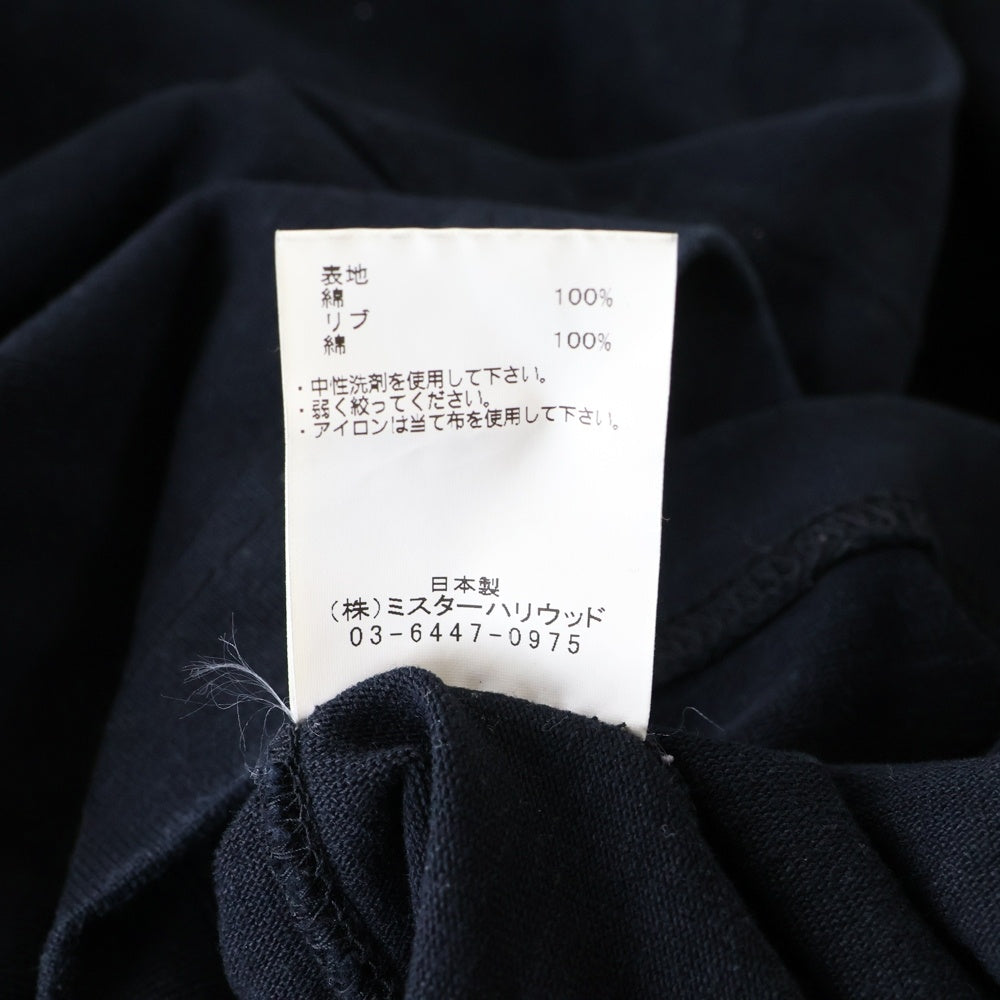 表地
綿 100%
リブ
綿 100%
・中性洗剤を使用して下さい。
・弱く絞ってください。
・アイロンは当て布を使用して下さい。
日本製
(株)ミスターハリウッド
03-6447-0975